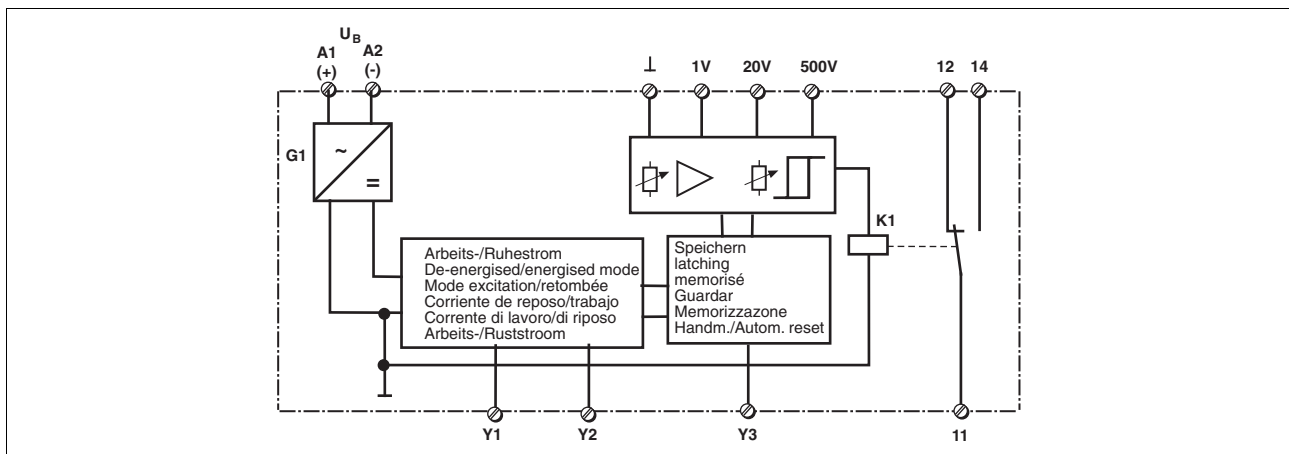 U_B
A1 A2 ⊥ 1V 20V 500V 12 14
(+) (-)
G1
~
=
K1
Arbeits-/Ruhestrom
De-energised/energised mode
Mode excitation/retombée
Corriente de reposo/trabajo
Corrente di lavoro/di riposo
Arbeits-/Ruststroom
Speichern
latching
memorisé
Guardar
Memorizzazone
Handm./Autom. reset
Y1 Y2 Y3 11